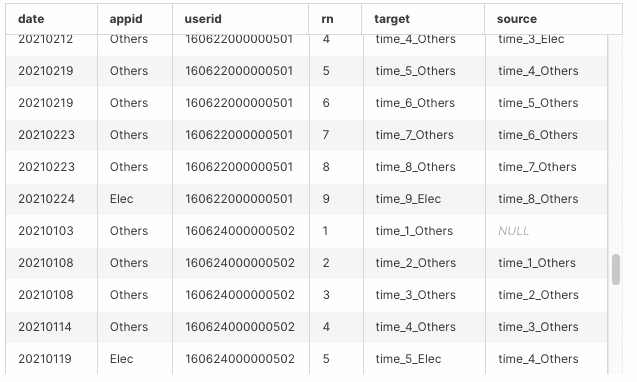 date appid userid rn target source
20210212 Others 160622000000501 4 time_4_Others time_3_Elec
20210219 Others 160622000000501 5 time_5_Others time_4_Others
20210219 Others 160622000000501 6 time_6_Others time_5_Others
20210223 Others 160622000000501 7 time_7_Others time_6_Others
20210223 Others 160622000000501 8 time_8_Others time_7_Others
20210224 Elec 160622000000501 9 time_9_Elec time_8_Others
20210103 Others 160624000000502 1 time_1_Others NULL
20210108 Others 160624000000502 2 time_2_Others time_1_Others
20210108 Others 160624000000502 3 time_3_Others time_2_Others
20210114 Others 160624000000502 4 time_4_Others time_3_Others
20210119 Elec 160624000000502 5 time_5_Elec time_4_Others